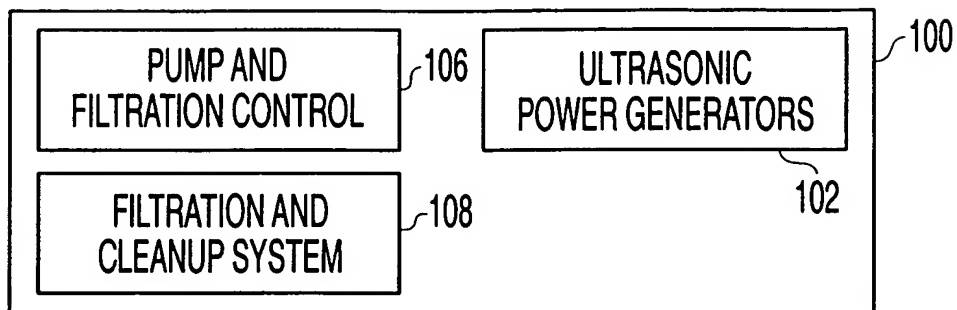 PUMP AND
FILTRATION CONTROL
106
ULTRASONIC
POWER GENERATORS
102
100
FILTRATION AND
CLEANUP SYSTEM
108